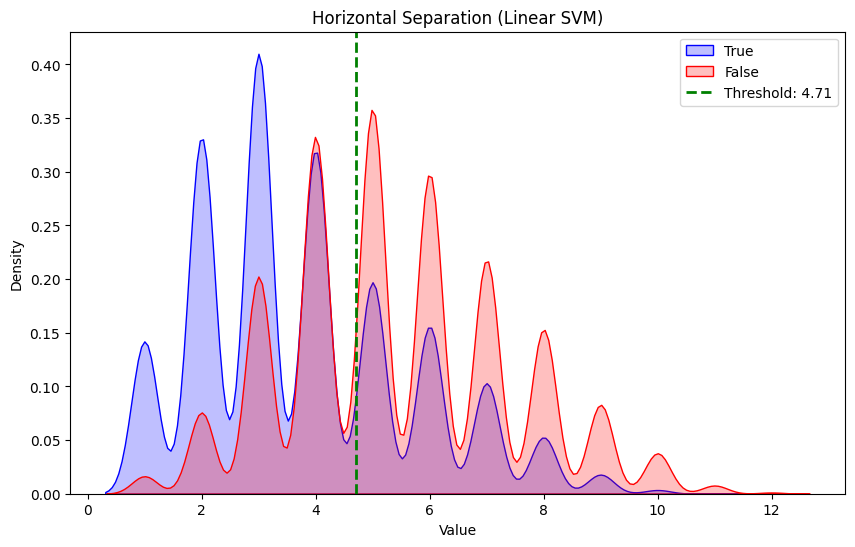 Horizontal Separation (Linear SVM)
True
False
Threshold: 4.71
Density
0.40
0.35
0.30
0.25
0.20
0.15
0.10
0.05
0.00
0 2 4 6 8 10 12
Value